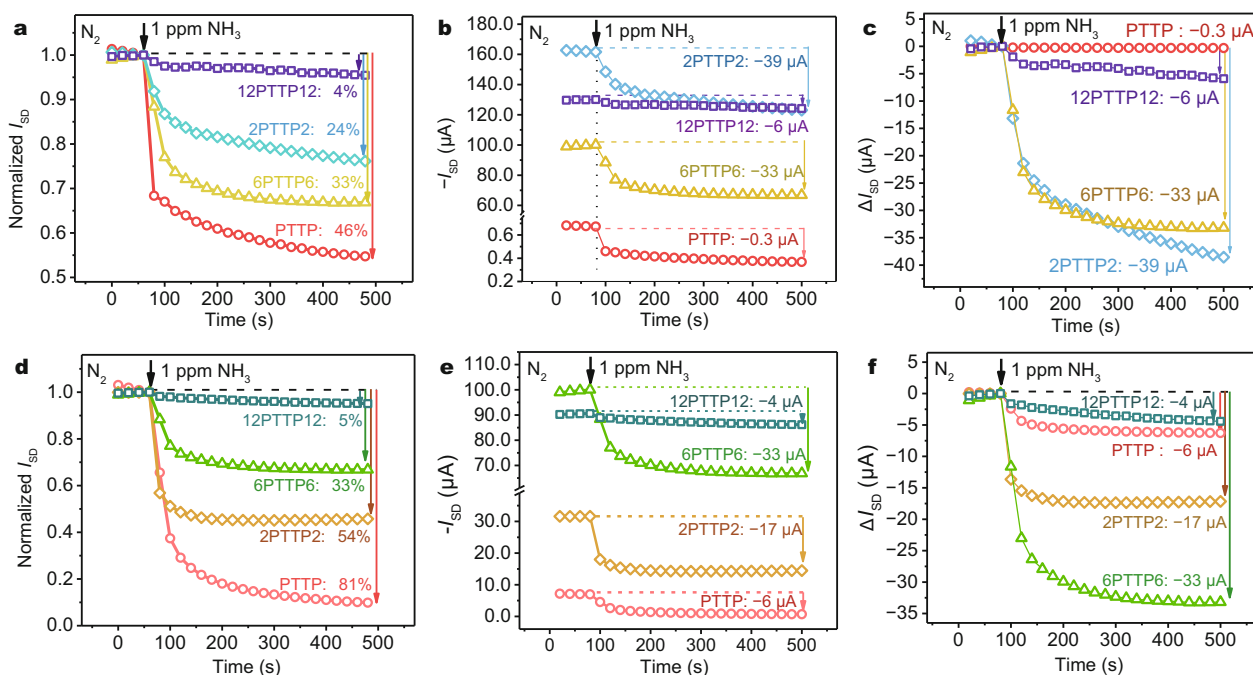 a
N2
1 ppm NH3
12PTTP12: 4%
2PTTP2: 24%
6PTTP6: 33%
PTTP: 46%
Normalized ISD
1.0
0.9
0.8
0.7
0.6
0.5
0 100 200 300 400 500
Time (s)
b
N2
1 ppm NH3
2PTTP2: −39 µA
12PTTP12: −6 µA
6PTTP6: −33 µA
PTTP: −0.3 µA
−ISD (µA)
180.0
160.0
140.0
120.0
100.0
80.0
60.0
0.6
0.4
0.2
0 100 200 300 400 500
Time (s)
c
N2
1 ppm NH3
PTTP: −0.3 µA
12PTTP12: −6 µA
6PTTP6: −33 µA
2PTTP2: −39 µA
ΔISD (µA)
5
0
−5
−10
−15
−20
−25
−30
−35
−40
0 100 200 300 400 500
Time (s)
d
N2
1 ppm NH3
12PTTP12: 5%
6PTTP6: 33%
2PTTP2: 54%
PTTP: 81%
Normalized ISD
1.0
0.8
0.6
0.4
0.2
0.0
0 100 200 300 400 500
Time (s)
e
N2
1 ppm NH3
12PTTP12: −4 µA
6PTTP6: −33 µA
2PTTP2: −17 µA
PTTP: −6 µA
-ISD (µA)
110.0
100.0
90.0
80.0
70.0
30.0
20.0
10.0
0.0
0 100 200 300 400 500
Time (s)
f
N2
1 ppm NH3
12PTTP12: −4 µA
PTTP: −6 µA
2PTTP2: −17 µA
6PTTP6: −33 µA
ΔISD (µA)
5
0
−5
−10
−15
−20
−25
−30
−35
0 100 200 300 400 500
Time (s)